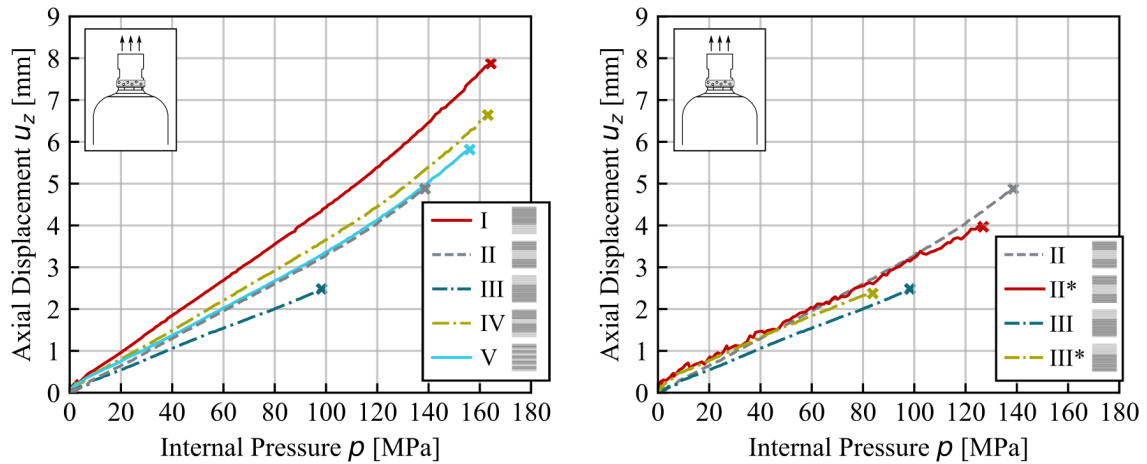 9
8
7
6
5
4
3
2
1
0
Axial Displacement u_z [mm]
0 20 40 60 80 100 120 140 160 180
Internal Pressure p [MPa]
I
II
III
IV
V
9
8
7
6
5
4
3
2
1
0
Axial Displacement u_z [mm]
0 20 40 60 80 100 120 140 160 180
Internal Pressure p [MPa]
II
II*
III
III*